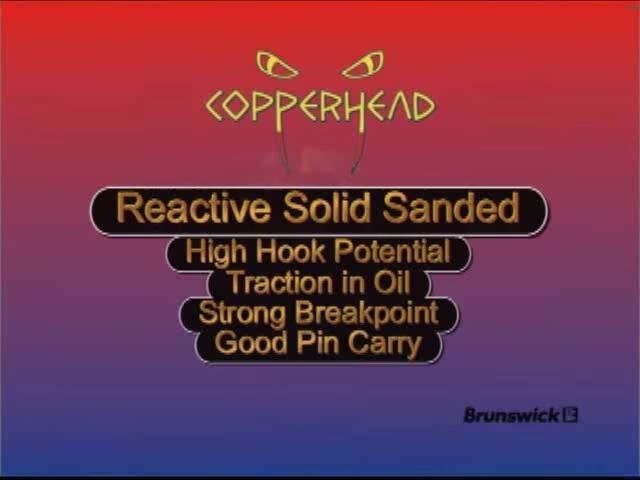 COPPERHEAD
Reactive Solid Sanded
High Hook Potential
Traction in Oil
Strong Breakpoint
Good Pin Carry
Brunswick